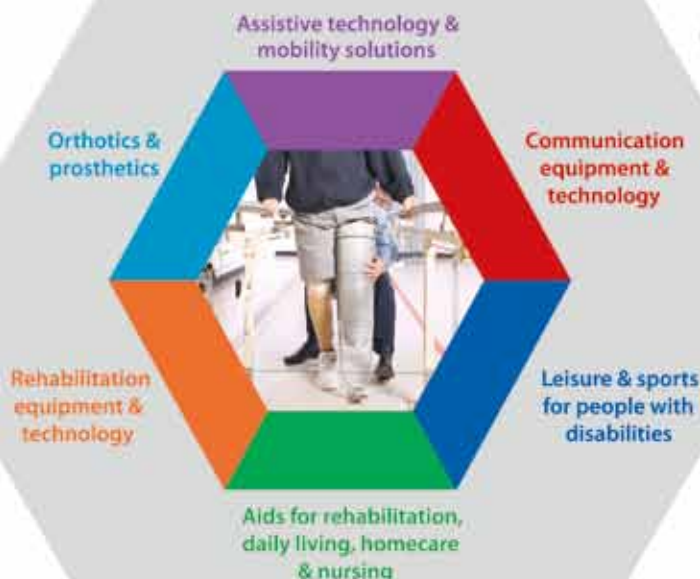 Assistive technology &
mobility solutions
Orthotics &
prosthetics
Communication
equipment &
technology
Rehabilitation
equipment &
technology
Leisure & sports
for people with
disabilities
Aids for rehabilitation,
daily living, homecare
& nursing